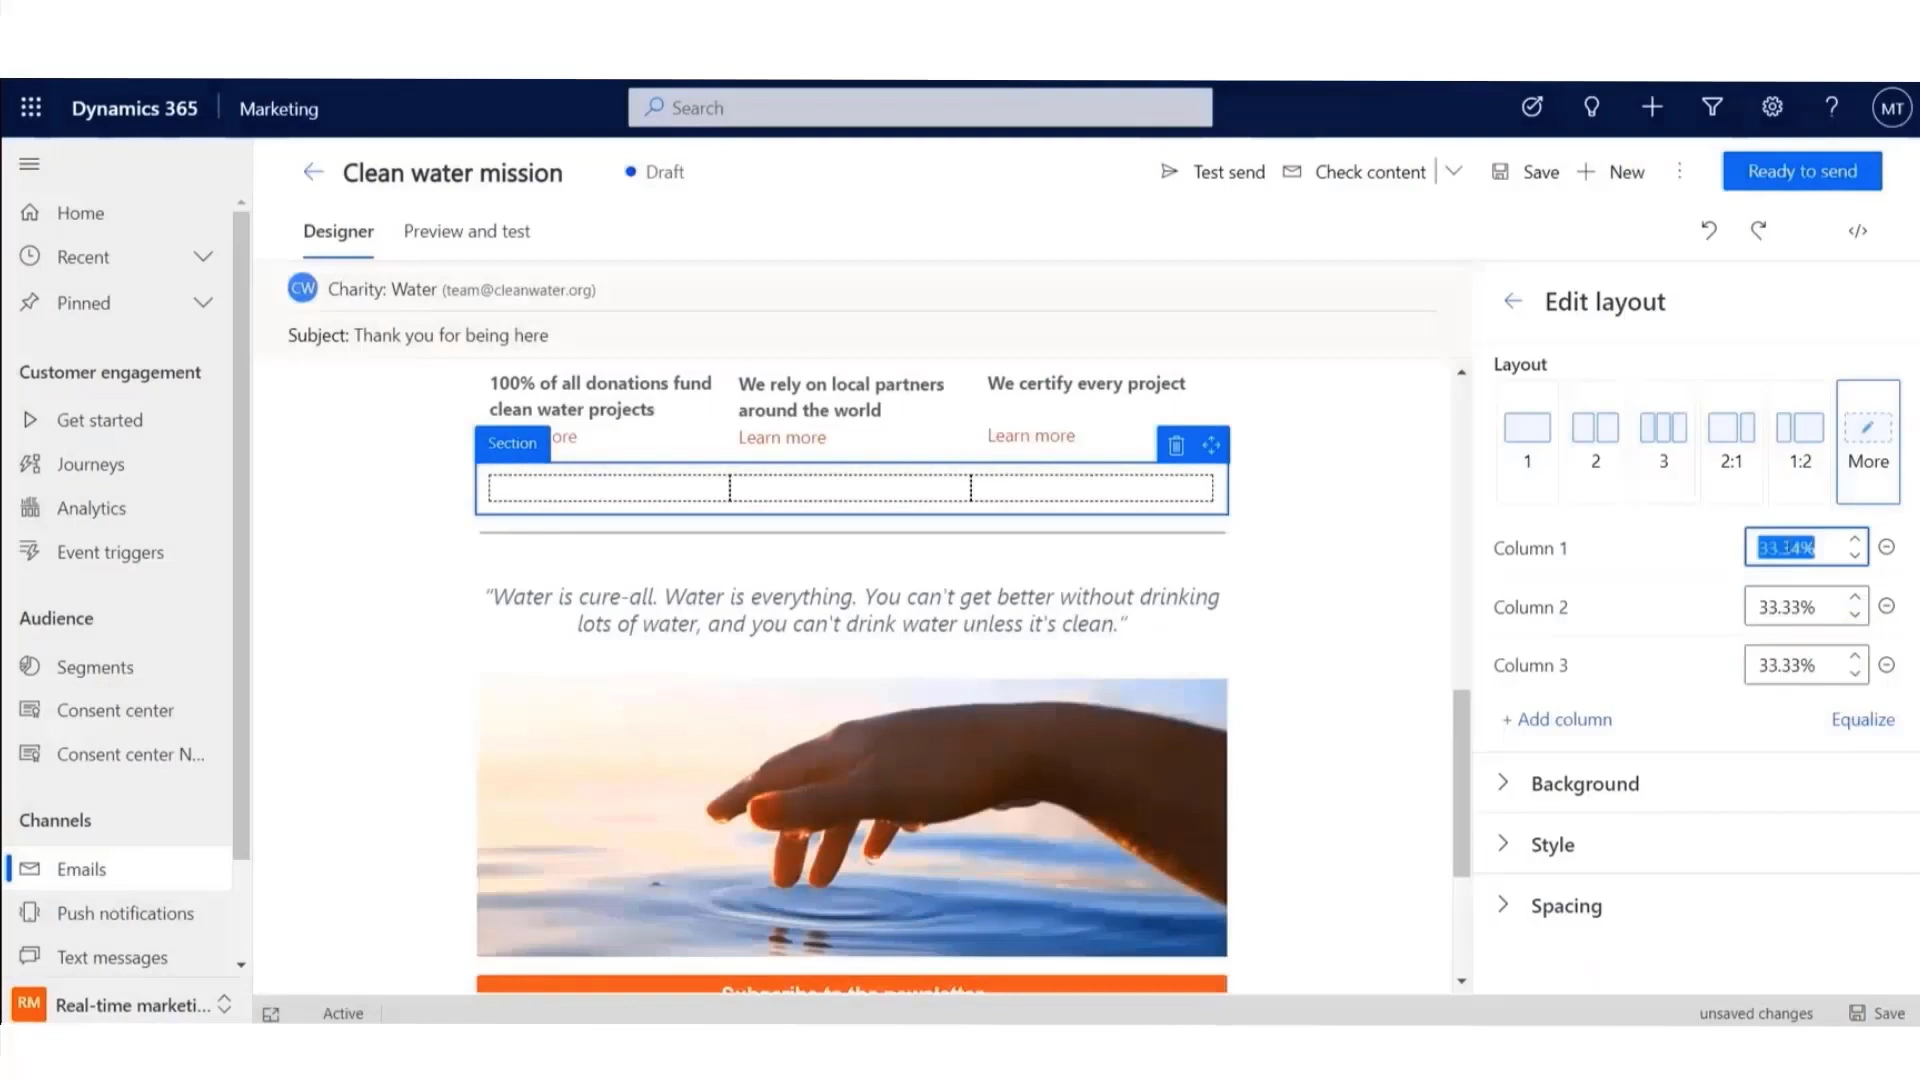 Dynamics 365
Marketing
Search
MT
Clean water mission
Draft
Test send
Check content
Save
New
Ready to send
Designer
Preview and test
</>
Home
Recent
Pinned
Customer engagement
Get started
Journeys
Analytics
Event triggers
Audience
Segments
Consent center
Consent center N...
Channels
Emails
Push notifications
Text messages
RM
Real-time marketi...
CW
Charity: Water (team@cleanwater.org)
Subject: Thank you for being here
100% of all donations fund
clean water projects
ore
We rely on local partners
around the world
Learn more
We certify every project
Learn more
Section
"Water is cure-all. Water is everything. You can't get better without drinking
lots of water, and you can't drink water unless it's clean."
Subscribe to the newsletter
Edit layout
Layout
1
2
3
2:1
1:2
More
Column 1
33.34%
Column 2
33.33%
Column 3
33.33%
+ Add column
Equalize
Background
Style
Spacing
Active
unsaved changes
Save